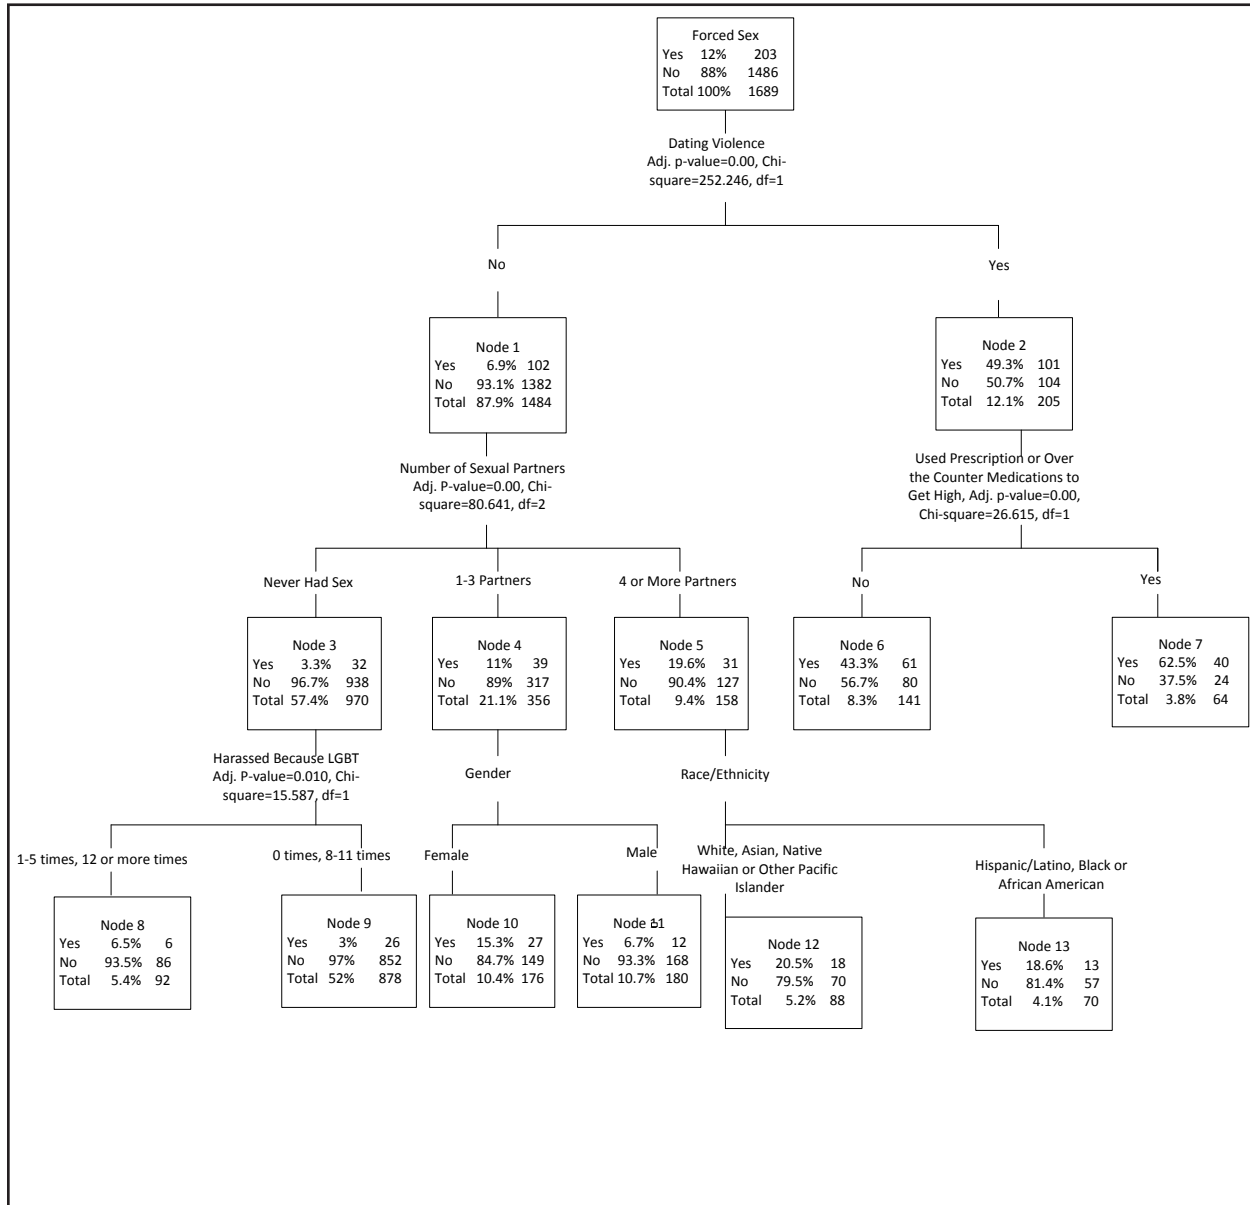 Forced Sex
Yes 12% 203
No 88% 1486
Total 100% 1689
Dating Violence
Adj. p-value=0.00, Chi-
square=252.246, df=1
No
Yes
Node 1
Yes 6.9% 102
No 93.1% 1382
Total 87.9% 1484
Node 2
Yes 49.3% 101
No 50.7% 104
Total 12.1% 205
Number of Sexual Partners
Adj. P-value=0.00, Chi-
square=80.641, df=2
Used Prescription or Over
the Counter Medications to
Get High, Adj. p-value=0.00,
Chi-square=26.615, df=1
Never Had Sex
1-3 Partners
4 or More Partners
No
Yes
Node 3
Yes 3.3% 32
No 96.7% 938
Total 57.4% 970
Node 4
Yes 11% 39
No 89% 317
Total 21.1% 356
Node 5
Yes 19.6% 31
No 90.4% 127
Total 9.4% 158
Node 6
Yes 43.3% 61
No 56.7% 80
Total 8.3% 141
Node 7
Yes 62.5% 40
No 37.5% 24
Total 3.8% 64
Harassed Because LGBT
Adj. P-value=0.010, Chi-
square=15.587, df=1
Gender
Race/Ethnicity
1-5 times, 12 or more times
0 times, 8-11 times
Female
Male
White, Asian, Native
Hawaiian or Other Pacific
Islander
Hispanic/Latino, Black or
African American
Node 8
Yes 6.5% 6
No 93.5% 86
Total 5.4% 92
Node 9
Yes 3% 26
No 97% 852
Total 52% 878
Node 10
Yes 15.3% 27
No 84.7% 149
Total 10.4% 176
Node
Yes 6.7% 12
No 93.3% 168
Total 10.7% 180
Node 12
Yes 20.5% 18
No 79.5% 70
Total 5.2% 88
Node 13
Yes 18.6% 13
No 81.4% 57
Total 4.1% 70